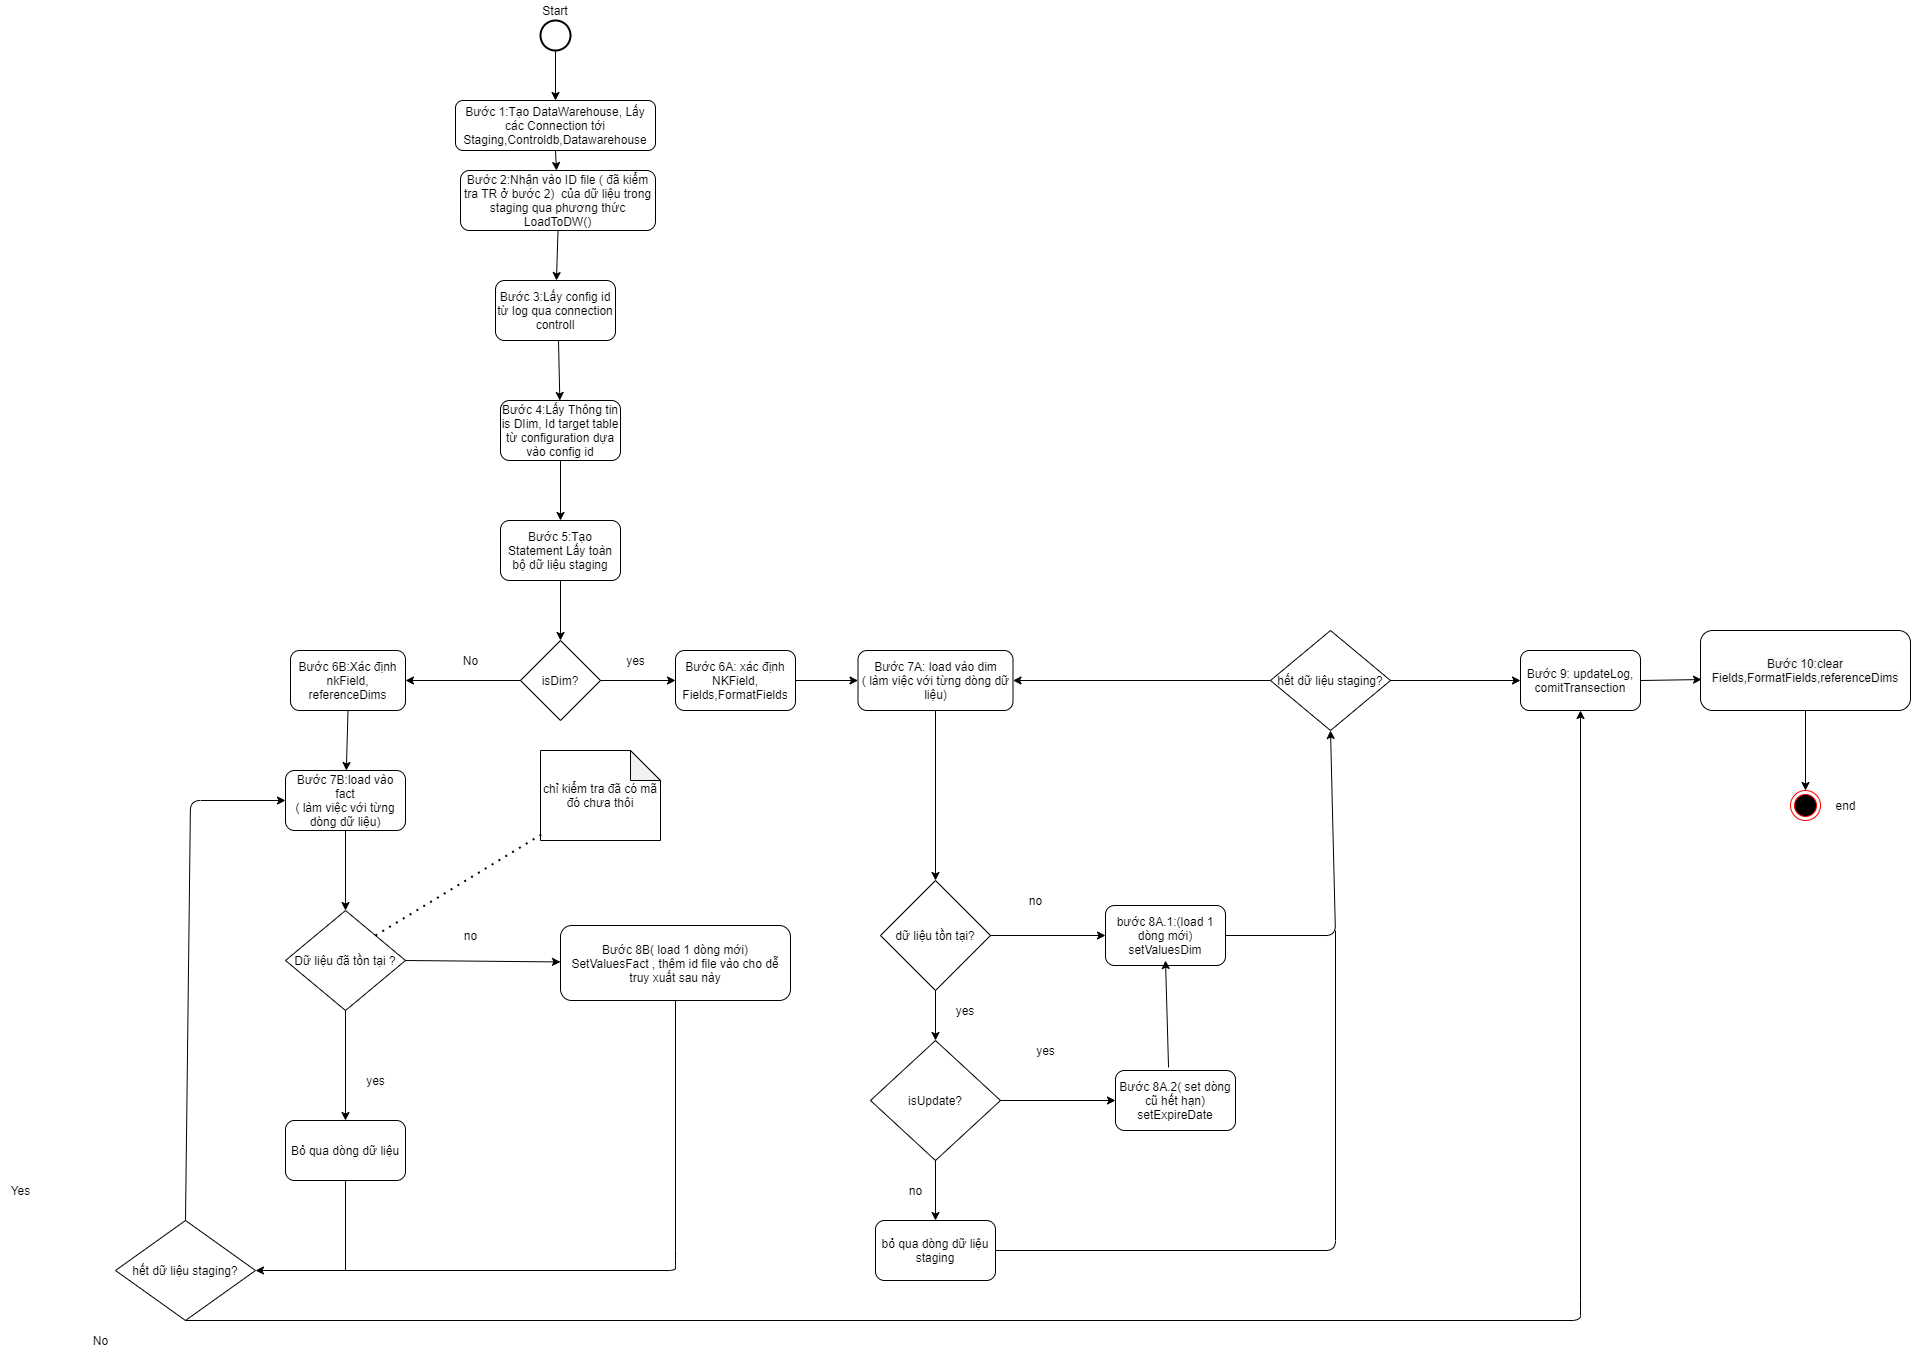 Start
Bước 1:Tạo DataWarehouse, Lấy
các Connection tới
Staging,Controldb,Datawarehouse
Bước 2:Nhận vào ID file ( đã kiểm
tra TR ở bước 2)  của dữ liệu trong
staging qua phương thức
LoadToDW()
Bước 3:Lấy config id
từ log qua connection
controll
Bước 4:Lấy Thông tin
is DIim, Id target table
từ configuration dựa
vào config id
Bước 5:Tạo
Statement Lấy toàn
bộ dữ liệu staging
isDim?
No
yes
Bước 6B:Xác định
nkField,
referenceDims
Bước 6A: xác định
NKField,
Fields,FormatFields
Bước 7A: load vào dim
( làm việc với từng dòng dữ
liệu)
hết dữ liệu staging?
Bước 9: updateLog,
comitTransection
Bước 10:clear
Fields,FormatFields,referenceDims
end
Bước 7B:load vào
fact
( làm việc với từng
dòng dữ liệu)
chỉ kiểm tra đã có mã
đó chưa thôi
Dữ liệu đã tồn tại ?
no
Bước 8B( load 1 dòng mới)
SetValuesFact , thêm id file vào cho dễ
truy xuất sau này
yes
Bỏ qua dòng dữ liệu
dữ liệu tồn tại?
no
bước 8A.1:(load 1
dòng mới)
setValuesDim
yes
isUpdate?
yes
Bước 8A.2( set dòng
cũ hết hạn)
setExpireDate
no
bỏ qua dòng dữ liệu
staging
Yes
hết dữ liệu staging?
No